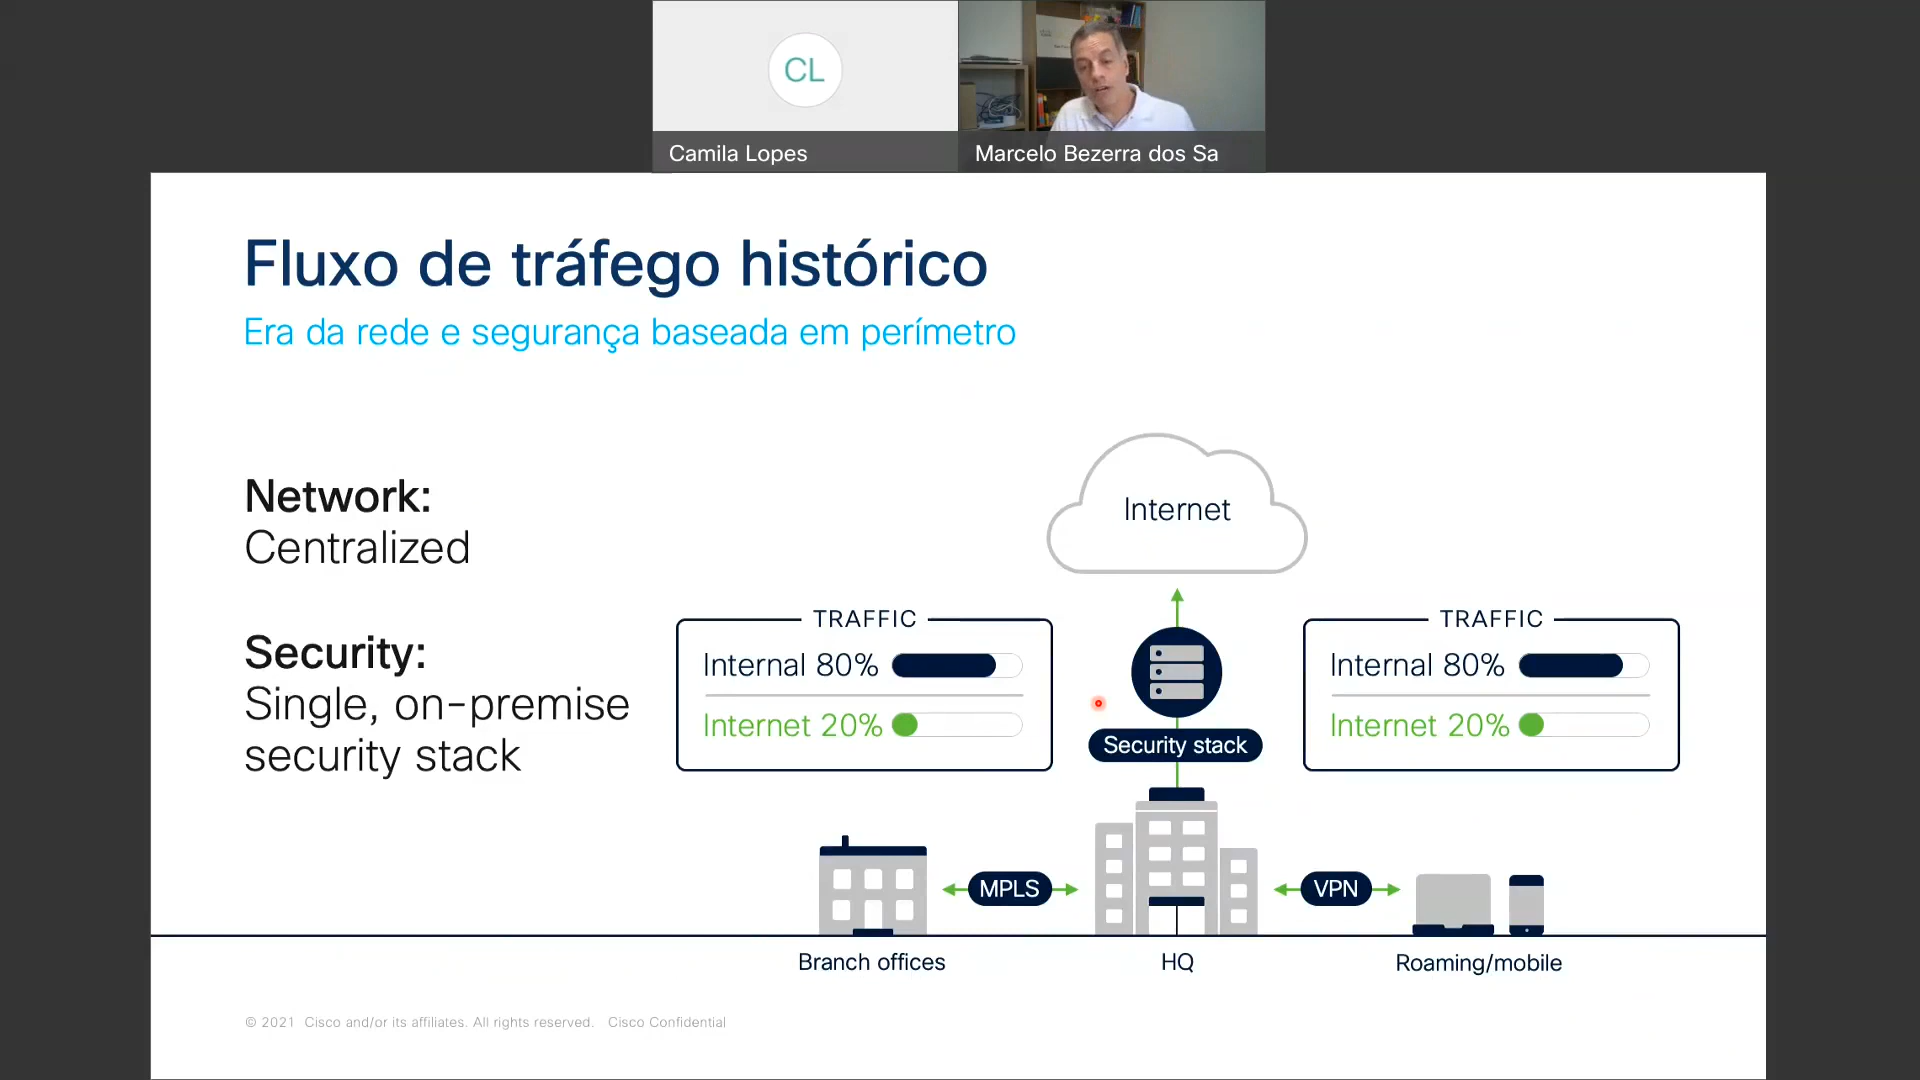 CL
Camila Lopes
Marcelo Bezerra dos Sa
Fluxo de tráfego histórico
Era da rede e segurança baseada em perímetro
Network:
Centralized
Security:
Single, on-premise
security stack
Internet
TRAFFIC
Internal 80%
Internet 20%
Security stack
TRAFFIC
Internal 80%
Internet 20%
MPLS
VPN
Branch offices
HQ
Roaming/mobile
© 2021 Cisco and/or its affiliates. All rights reserved. Cisco Confidential